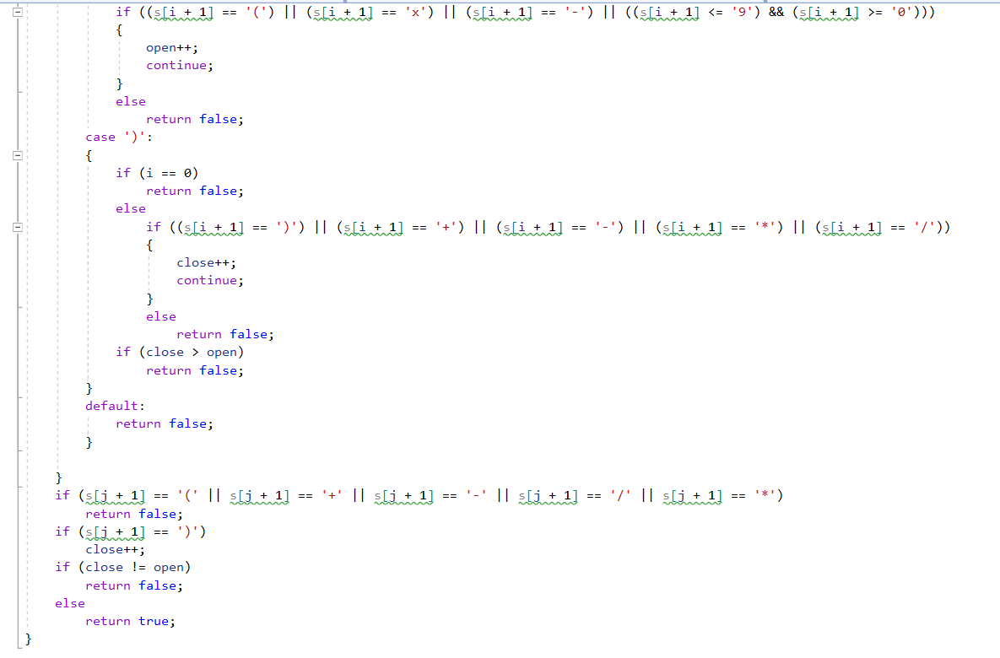 if ((s[i + 1] == '(') || (s[i + 1] == 'x') || (s[i + 1] == '-') || ((s[i + 1] <= '9') && (s[i + 1] >= '0')))
{
open++;
continue;
}
else
return false;
case ')':
{
if (i == 0)
return false;
else
if ((s[i + 1] == ')') || (s[i + 1] == '+') || (s[i + 1] == '-') || (s[i + 1] == '*') || (s[i + 1] == '/'))
{
close++;
continue;
}
else
return false;
if (close > open)
return false;
}
default:
return false;
}
}
if (s[j + 1] == '(' || s[j + 1] == '+' || s[j + 1] == '-' || s[j + 1] == '/' || s[j + 1] == '*')
return false;
if (s[j + 1] == ')')
close++;
if (close != open)
return false;
else
return true;
}